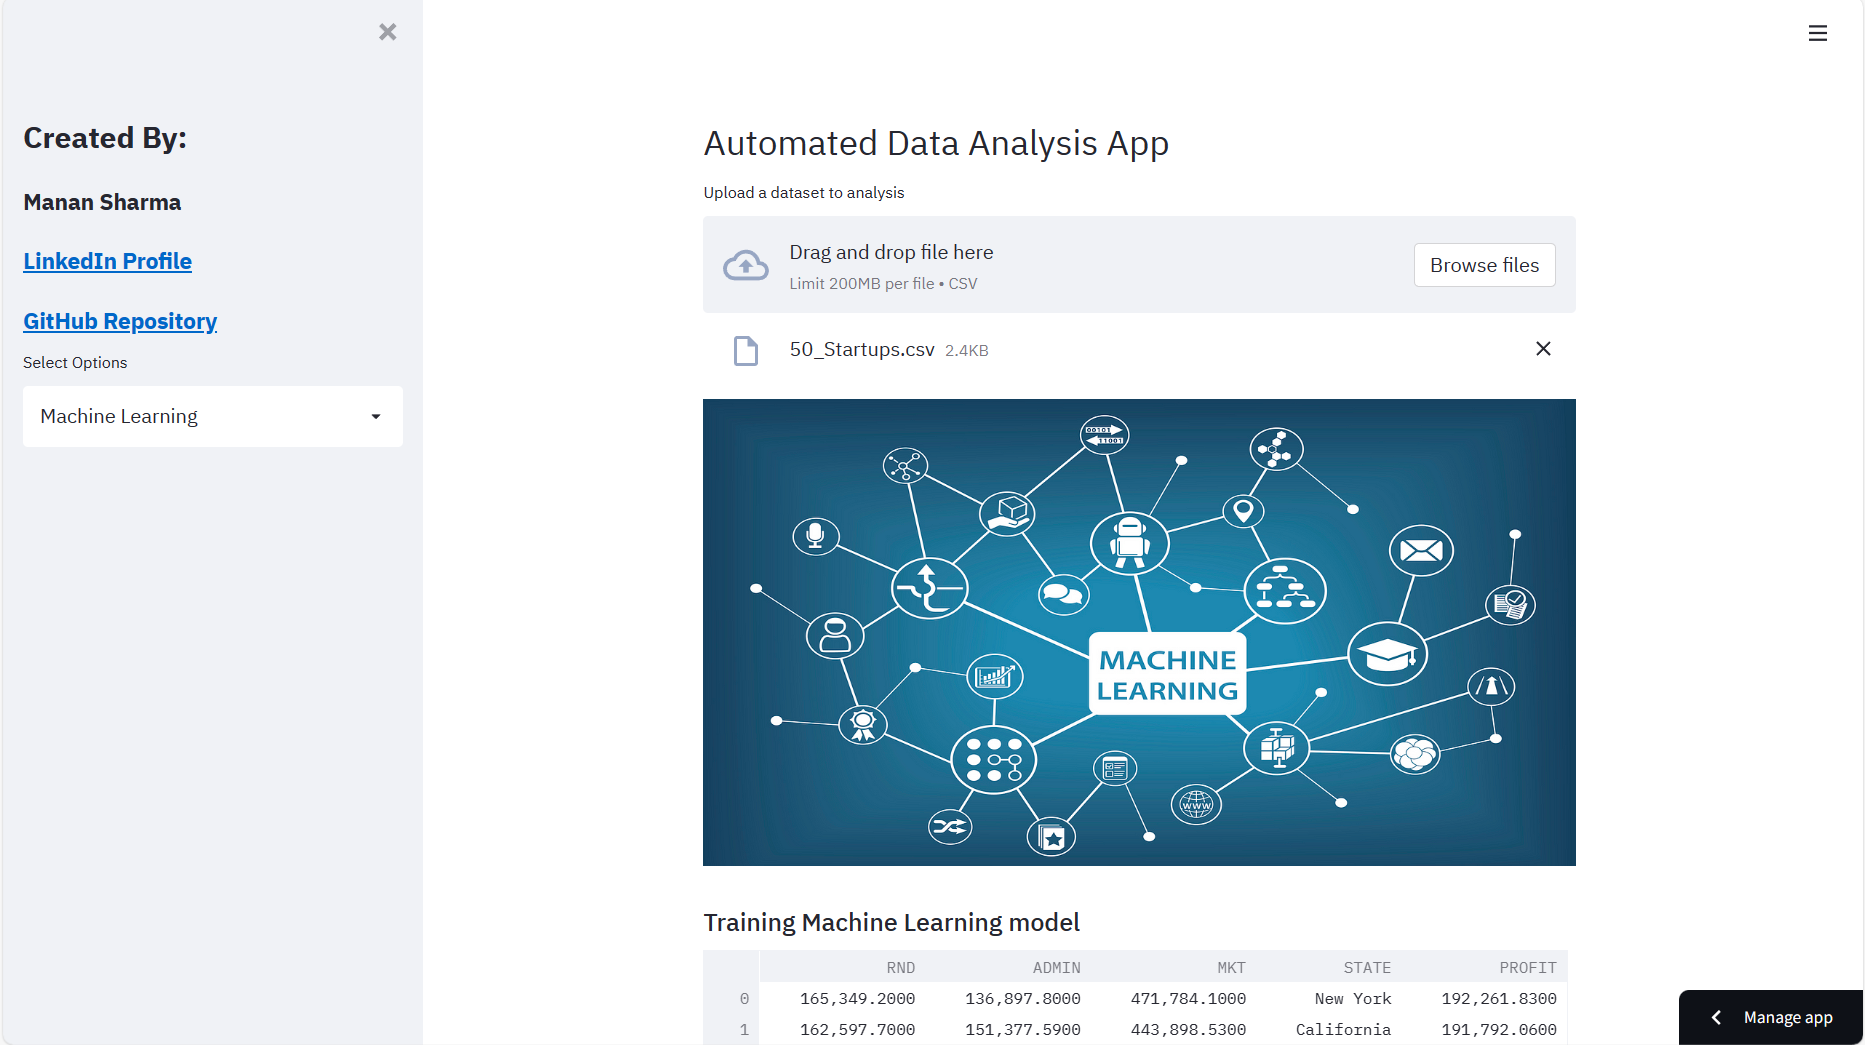 Created By:
Manan Sharma
LinkedIn Profile
GitHub Repository
Select Options
Machine Learning
Automated Data Analysis App
Upload a dataset to analysis
Drag and drop file here
Limit 200MB per file • CSV
Browse files
50_Startups.csv 2.4KB
00101
11001
MACHINE
LEARNING
WWW
Training Machine Learning model
RND ADMIN MKT STATE PROFIT
0 165,349.2000 136,897.8000 471,784.1000 New York 192,261.8300
1 162,597.7000 151,377.5900 443,898.5300 California 191,792.0600
Manage app